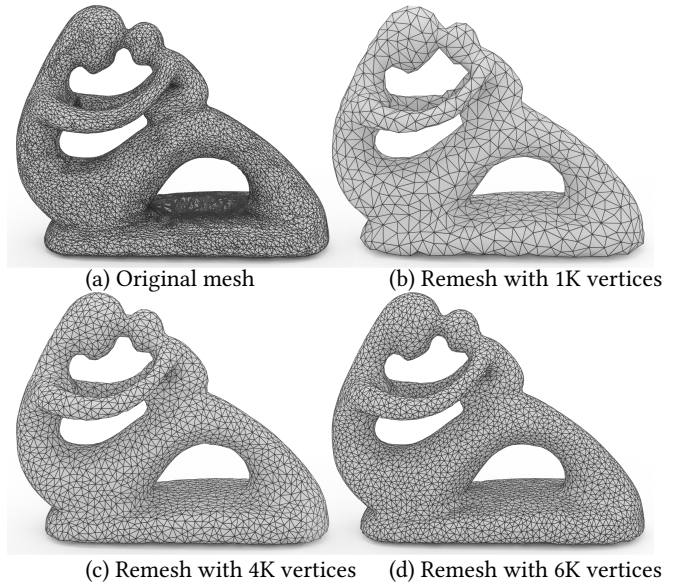 (a) Original mesh
(b) Remesh with 1K vertices
(c) Remesh with 4K vertices
(d) Remesh with 6K vertices